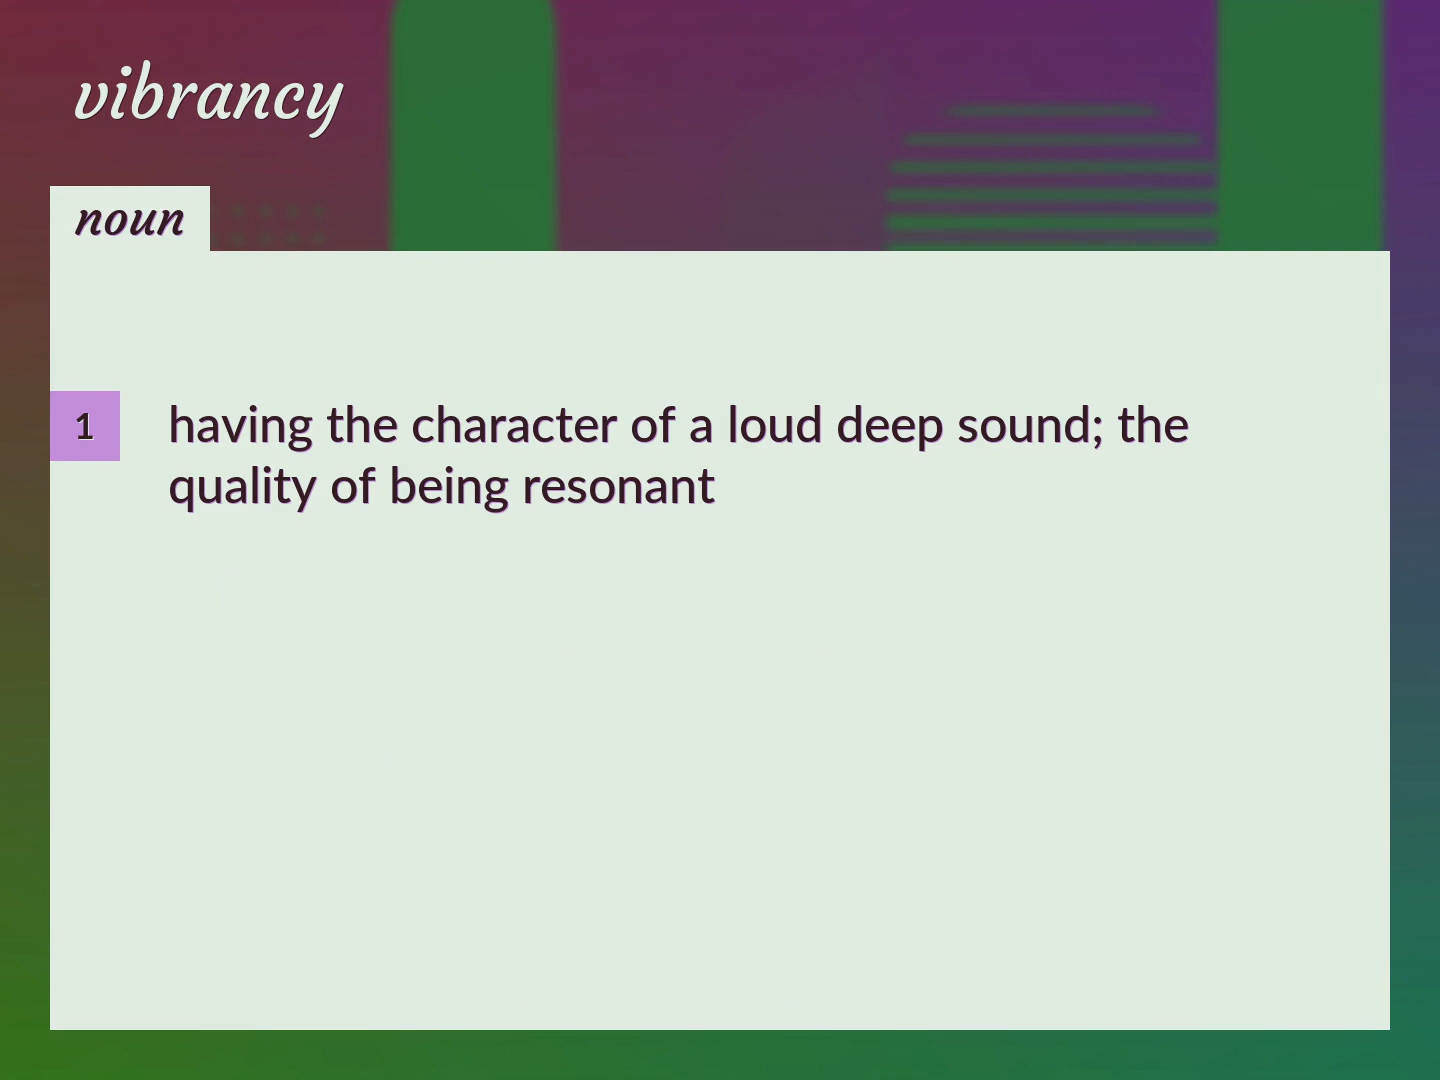 vibrancy
noun
1 having the character of a loud deep sound; the
quality of being resonant